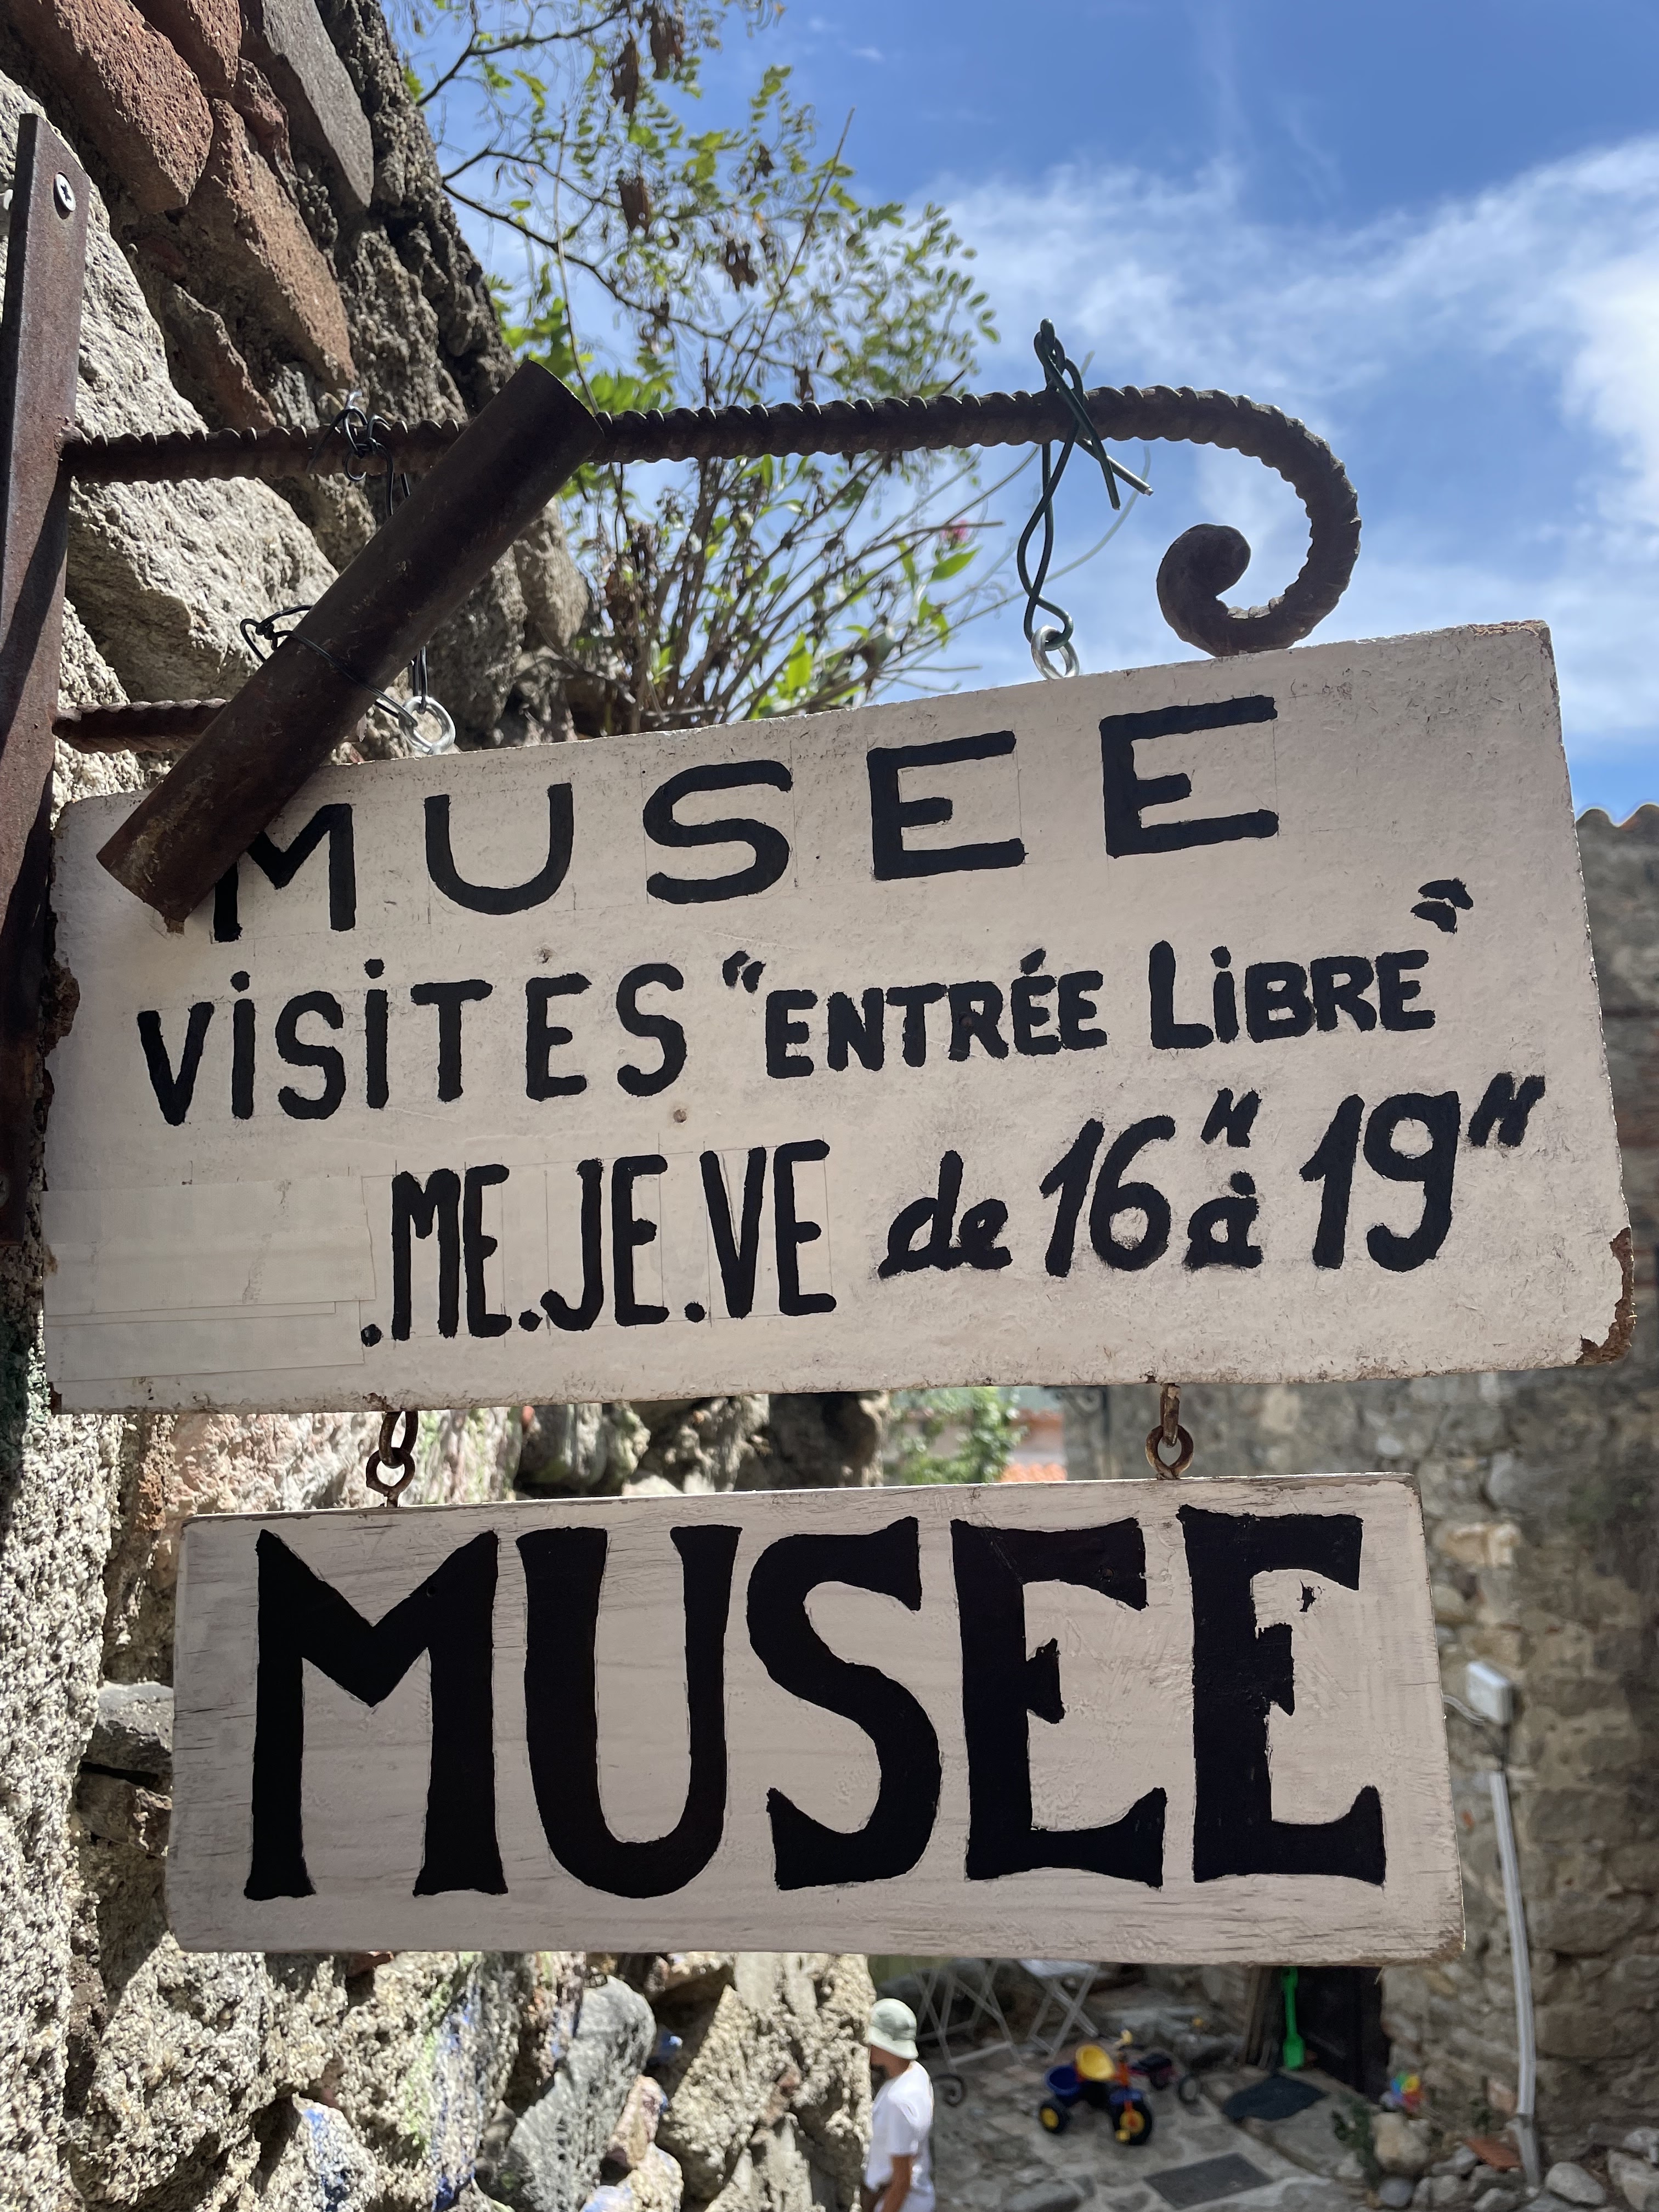 MUSEE
ViSiTES "ENTRÉE LiBRE"
.ME.JE.VE de 16H à 19H
MUSEE